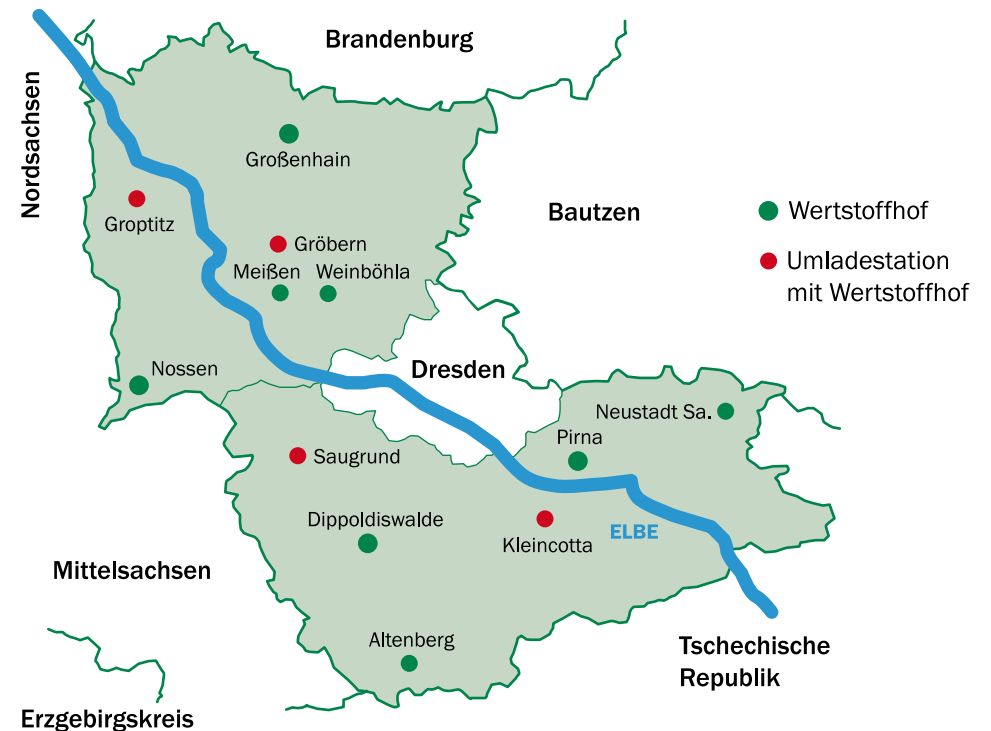 Brandenburg
Nordsachsen
Großenhain
Groptitz
Bautzen
Wertstoffhof
Gröbern
Umladestation
mit Wertstoffhof
Meißen
Weinböhla
Nossen
Dresden
Neustadt Sa.
Pirna
Saugrund
Dippoldiswalde
ELBE
Kleincotta
Mittelsachsen
Altenberg
Tschechische
Republik
Erzgebirgskreis